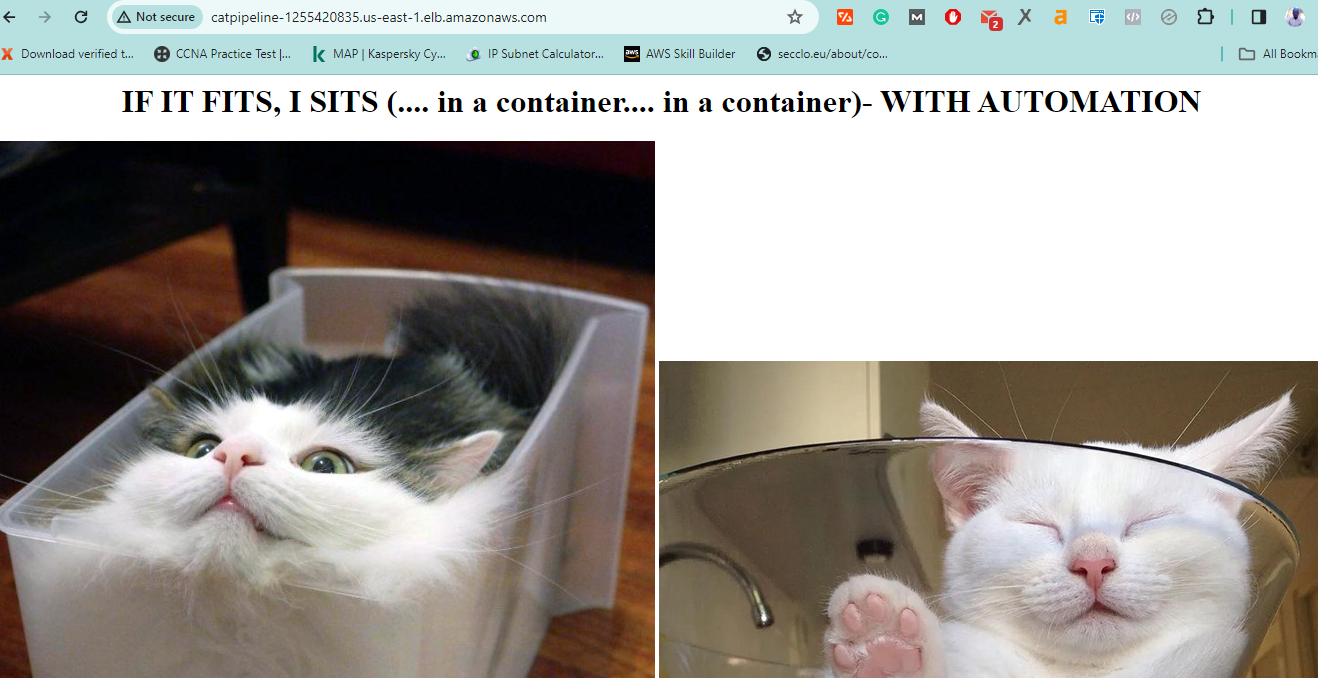 Not secure catpipeline-1255420835.us-east-1.elb.amazonaws.com 2
Download verified t... CCNA Practice Test |... MAP | Kaspersky Cy... IP Subnet Calculator... aws AWS Skill Builder secclo.eu/about/co... All Bookm
IF IT FITS, I SITS (.... in a container.... in a container)- WITH AUTOMATION